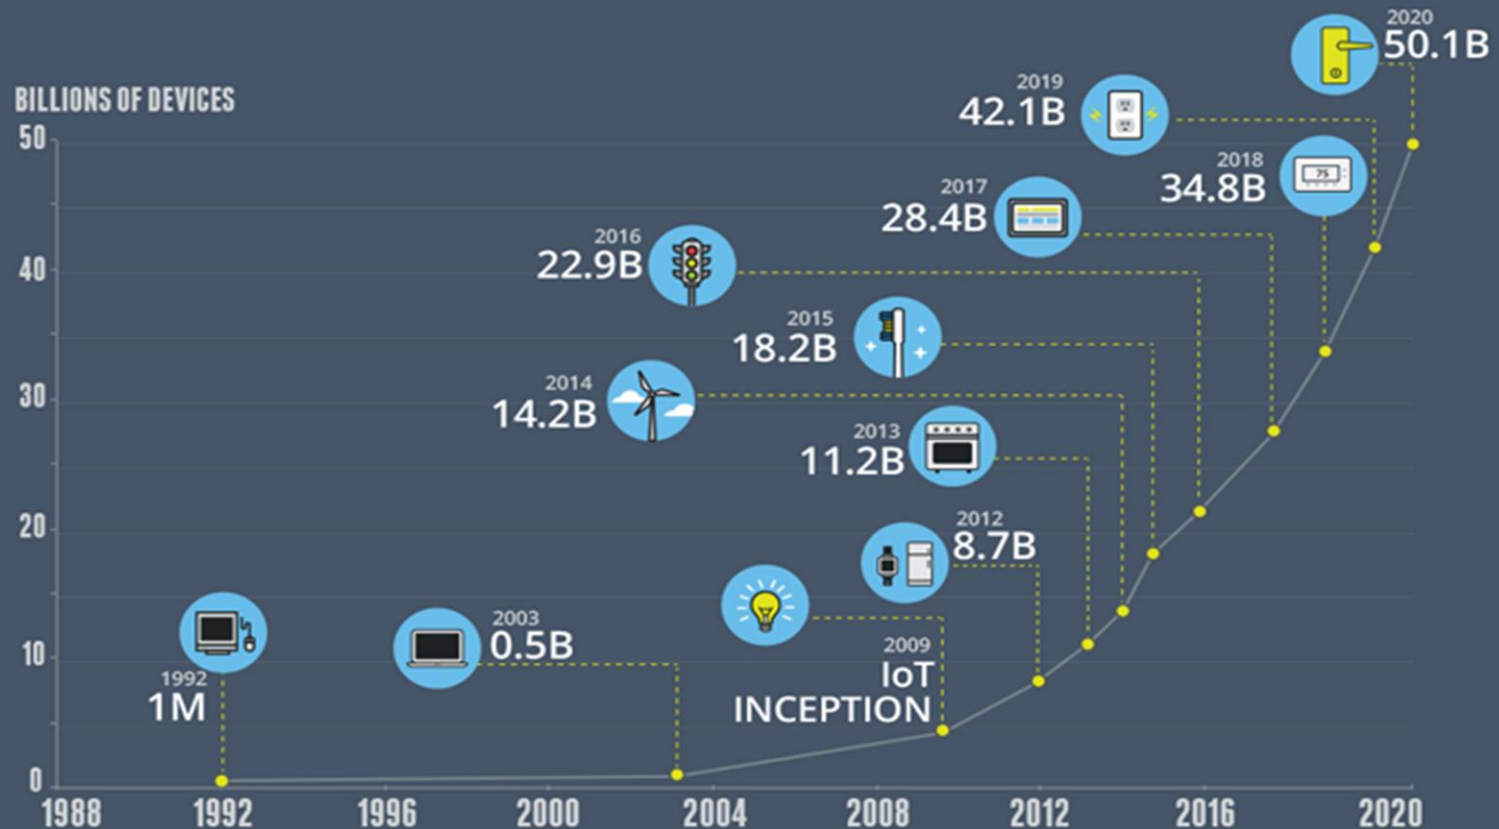 2020
50.1B
2019
42.1B
BILLIONS OF DEVICES
50
2018
34.8B
75
2017
28.4B
2016
22.9B
40
2015
18.2B
2014
14.2B
30
2013
11.2B
20
2012
8.7B
2003
0.5B
2009
IoT
INCEPTION
10
1992
1M
0
1988 1992 1996 2000 2004 2008 2012 2016 2020